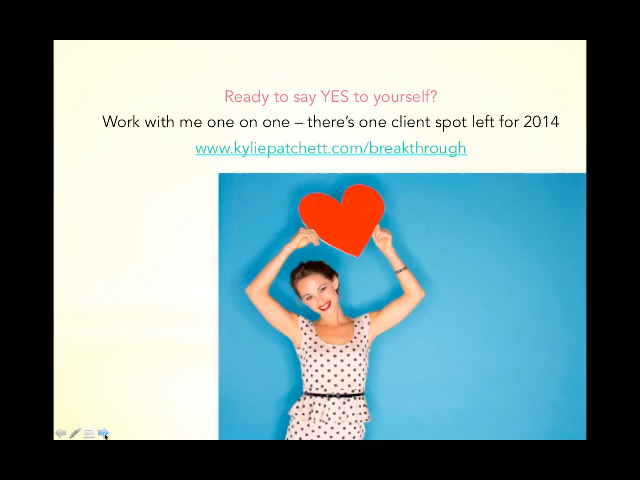 Ready to say YES to yourself?
Work with me one on one – there's one client spot left for 2014
www.kyliepatchett.com/breakthrough